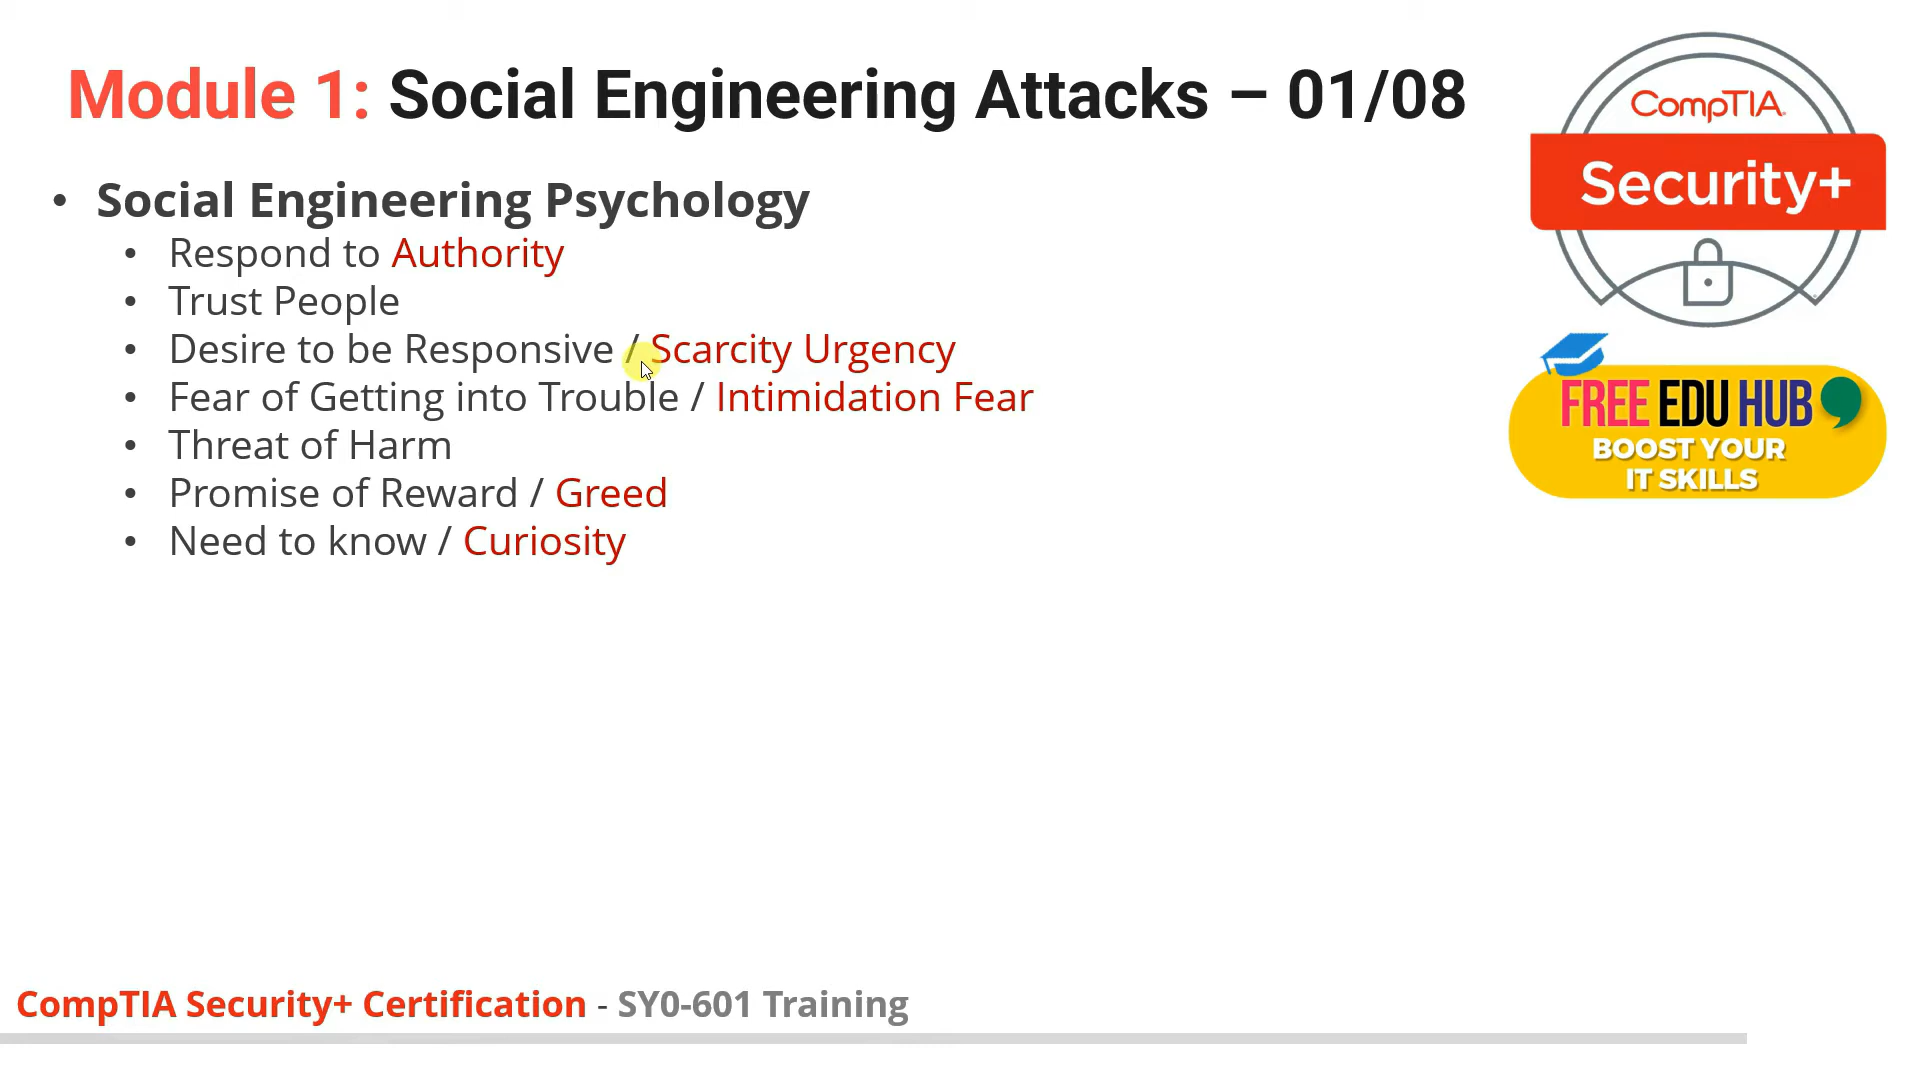 Module 1: Social Engineering Attacks – 01/08
• Social Engineering Psychology
• Respond to Authority
• Trust People
• Desire to be Responsive / Scarcity Urgency
• Fear of Getting into Trouble / Intimidation Fear
• Threat of Harm
• Promise of Reward / Greed
• Need to know / Curiosity
CompTIA.
Security+
FREE EDU HUB
BOOST YOUR
IT SKILLS
CompTIA Security+ Certification - SY0-601 Training